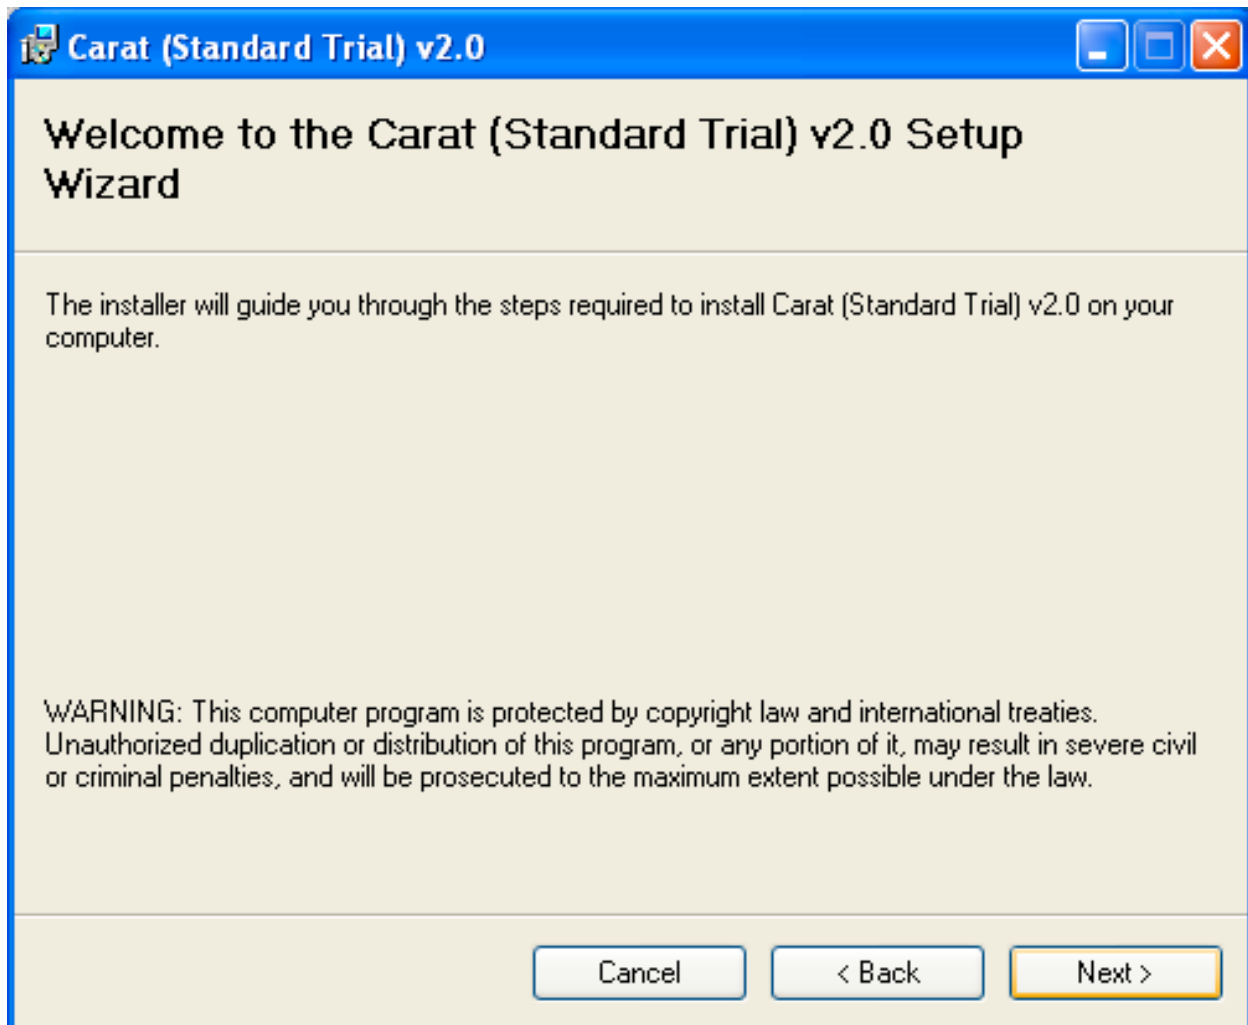 Carat (Standard Trial) v2.0
Welcome to the Carat (Standard Trial) v2.0 Setup
Wizard
The installer will guide you through the steps required to install Carat (Standard Trial) v2.0 on your
computer.
WARNING: This computer program is protected by copyright law and international treaties.
Unauthorized duplication or distribution of this program, or any portion of it, may result in severe civil
or criminal penalties, and will be prosecuted to the maximum extent possible under the law.
Cancel
< Back
Next >